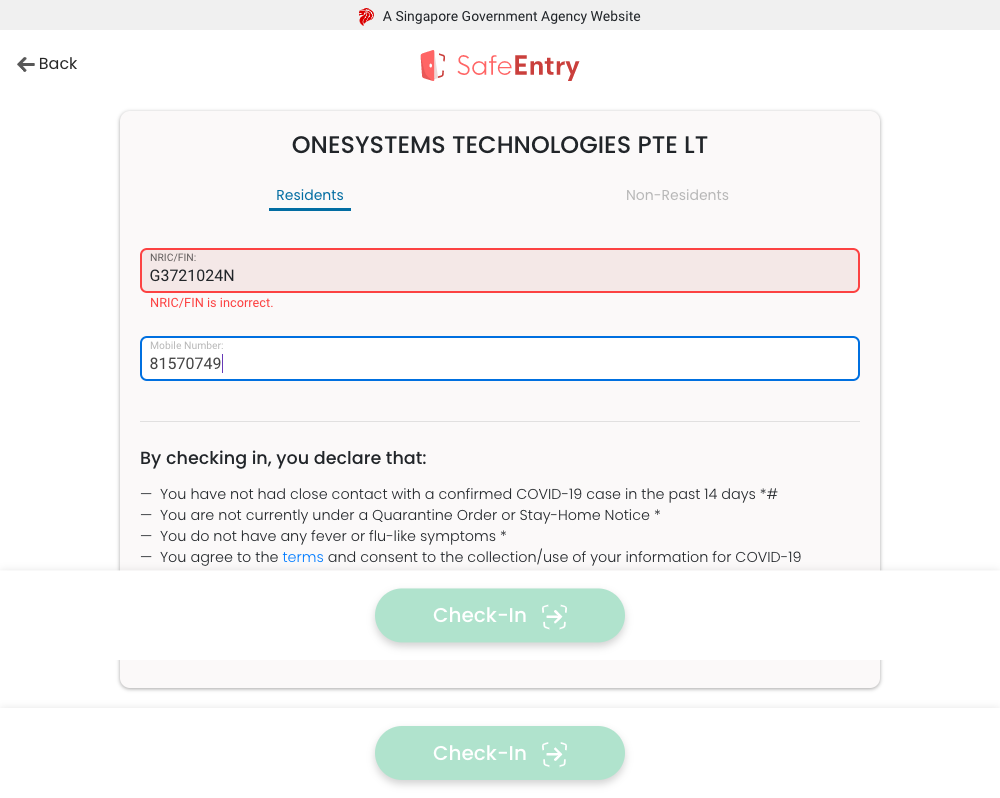 A Singapore Government Agency Website
Back
SafeEntry
ONESYSTEMS TECHNOLOGIES PTE LT
Residents
Non-Residents
NRIC/FIN:
G3721024N
NRIC/FIN is incorrect.
Mobile Number:
81570749
By checking in, you declare that:
— You have not had close contact with a confirmed COVID-19 case in the past 14 days *#
— You are not currently under a Quarantine Order or Stay-Home Notice *
— You do not have any fever or flu-like symptoms *
— You agree to the terms and consent to the collection/use of your information for COVID-19
Check-In
Check-In